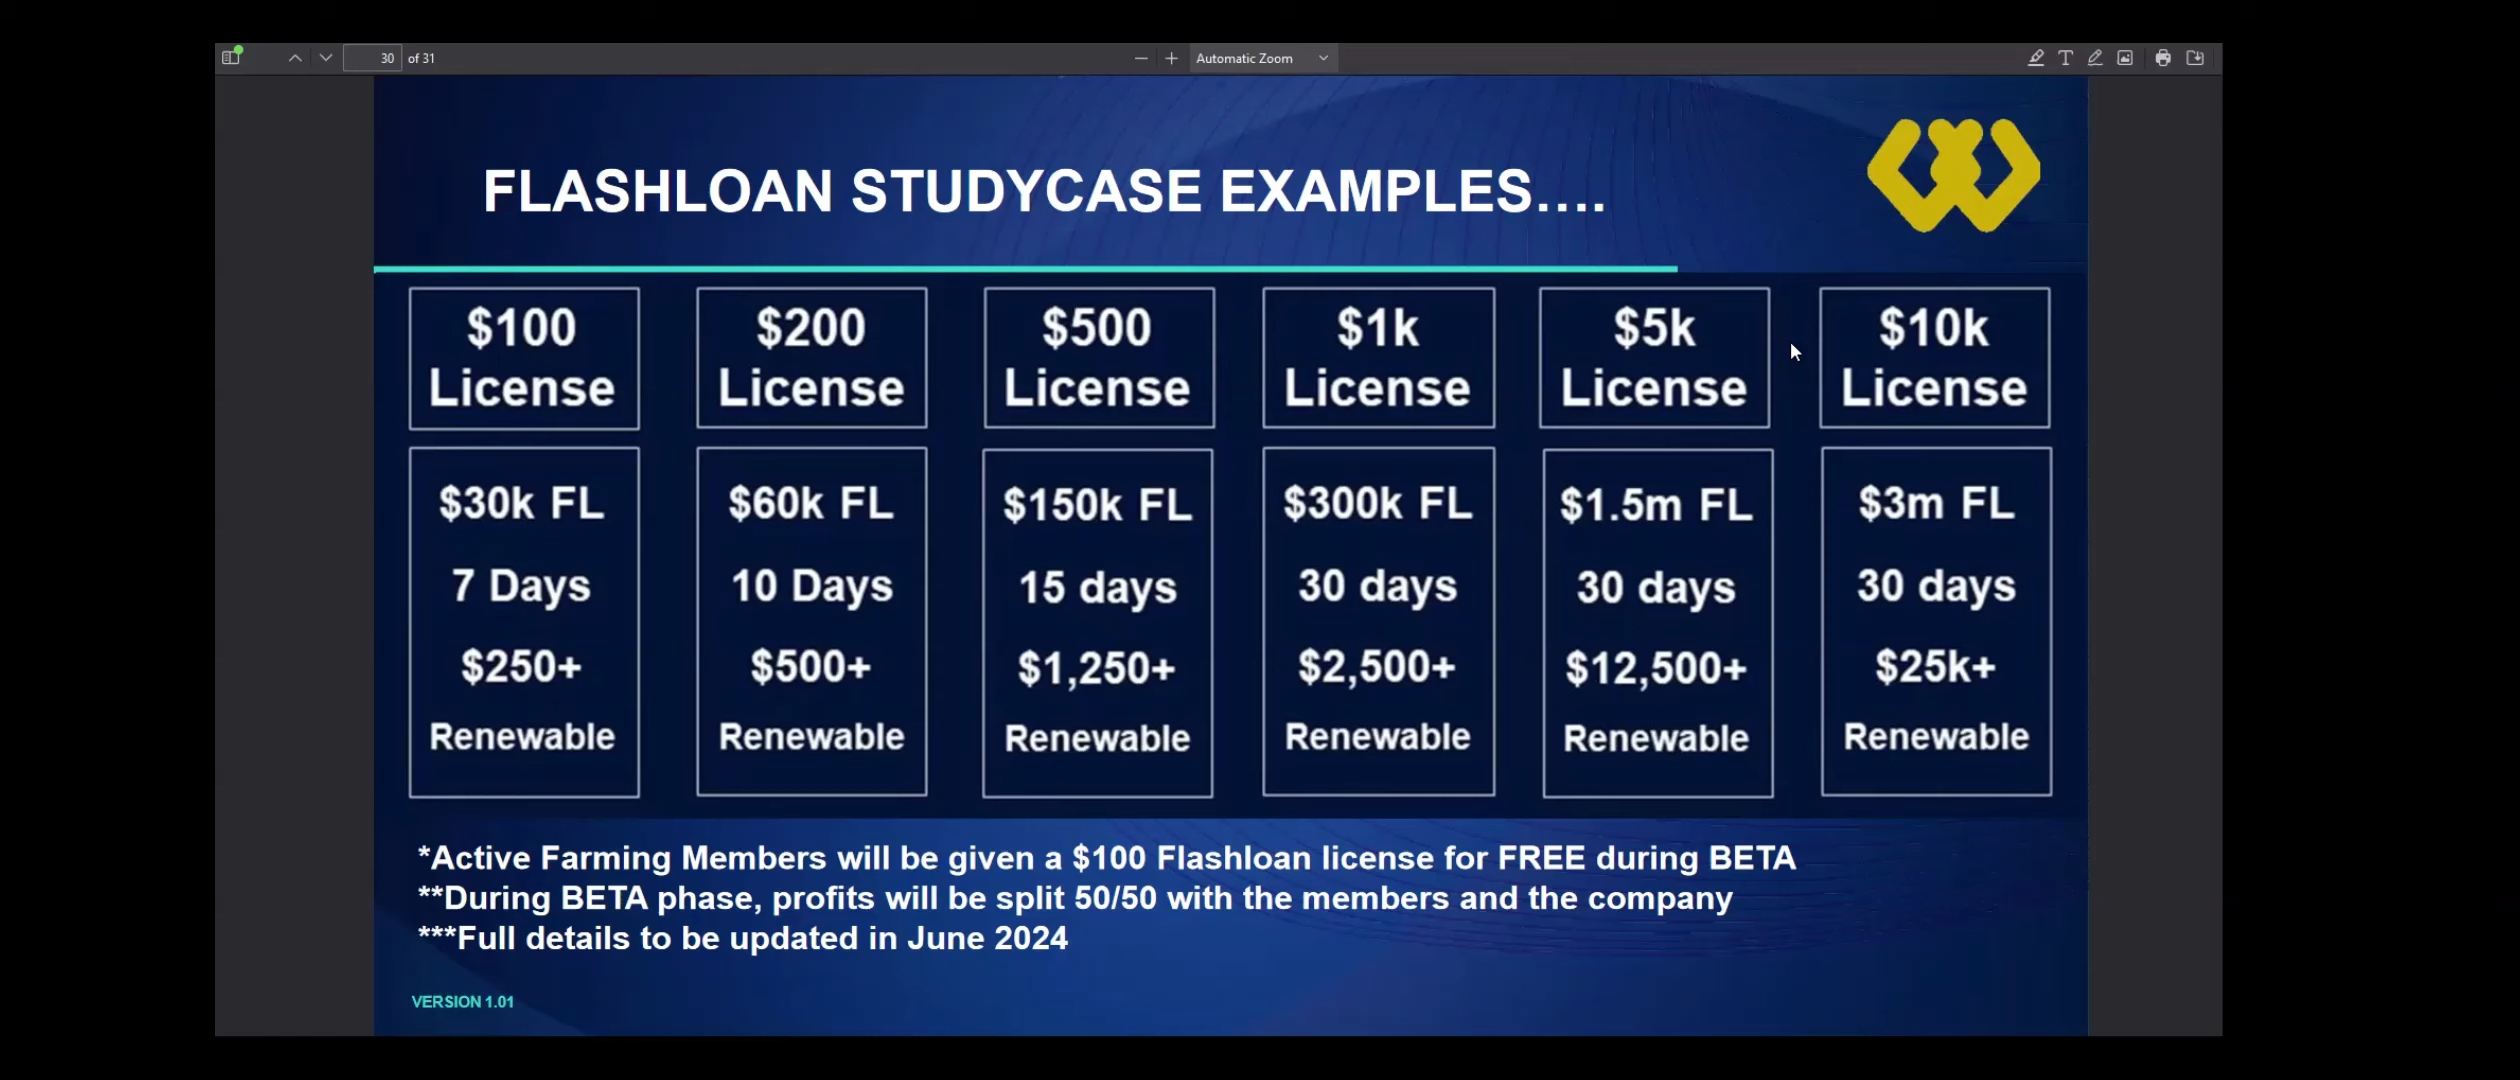 30 of 31
Automatic Zoom
FLASHLOAN STUDYCASE EXAMPLES....
$100
License
$30k FL
7 Days
$250+
Renewable
$200
License
$60k FL
10 Days
$500+
Renewable
$500
License
$150k FL
15 days
$1,250+
Renewable
$1k
License
$300k FL
30 days
$2,500+
Renewable
$5k
License
$1.5m FL
30 days
$12,500+
Renewable
$10k
License
$3m FL
30 days
$25k+
Renewable
*Active Farming Members will be given a $100 Flashloan license for FREE during BETA
**During BETA phase, profits will be split 50/50 with the members and the company
***Full details to be updated in June 2024
VERSION 1.01